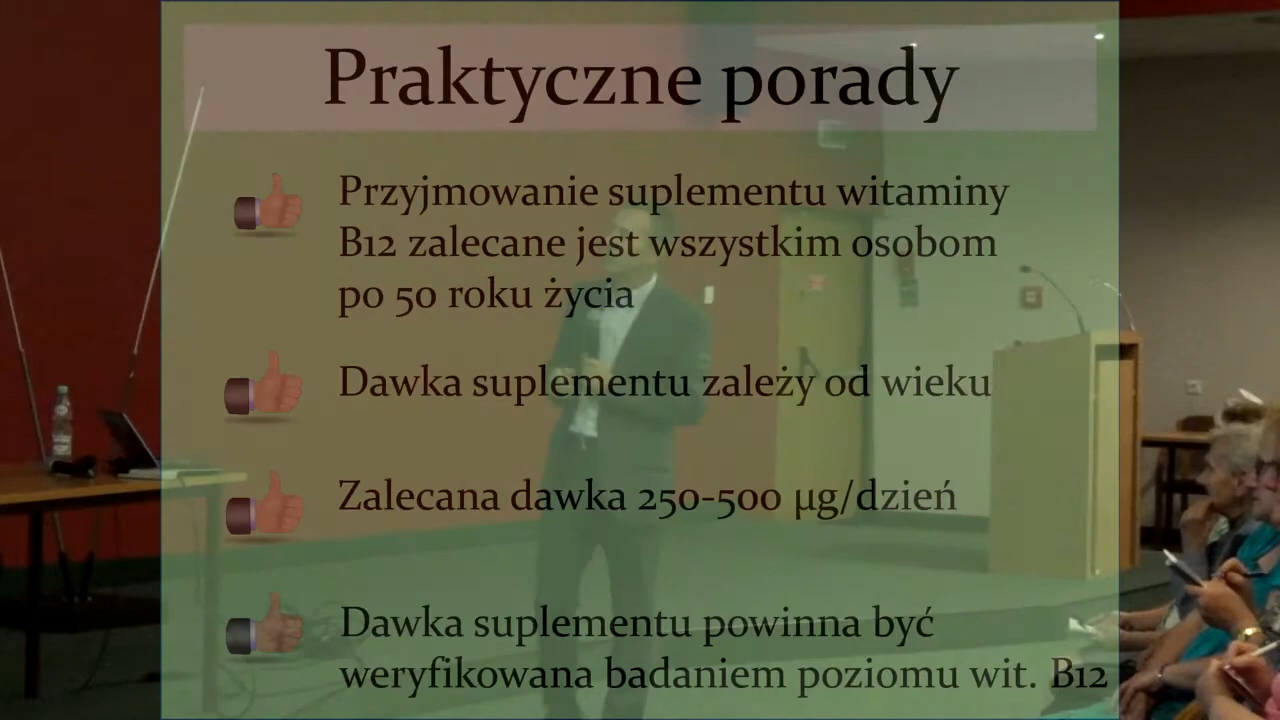 Praktyczne porady
Przyjmowanie suplementu witaminy
B12 zalecane jest wszystkim osobom
po 50 roku życia
Dawka suplementu zależy od wieku
Zalecana dawka 250-500 µg/dzień
Dawka suplementu powinna być
weryfikowana badaniem poziomu wit. B12